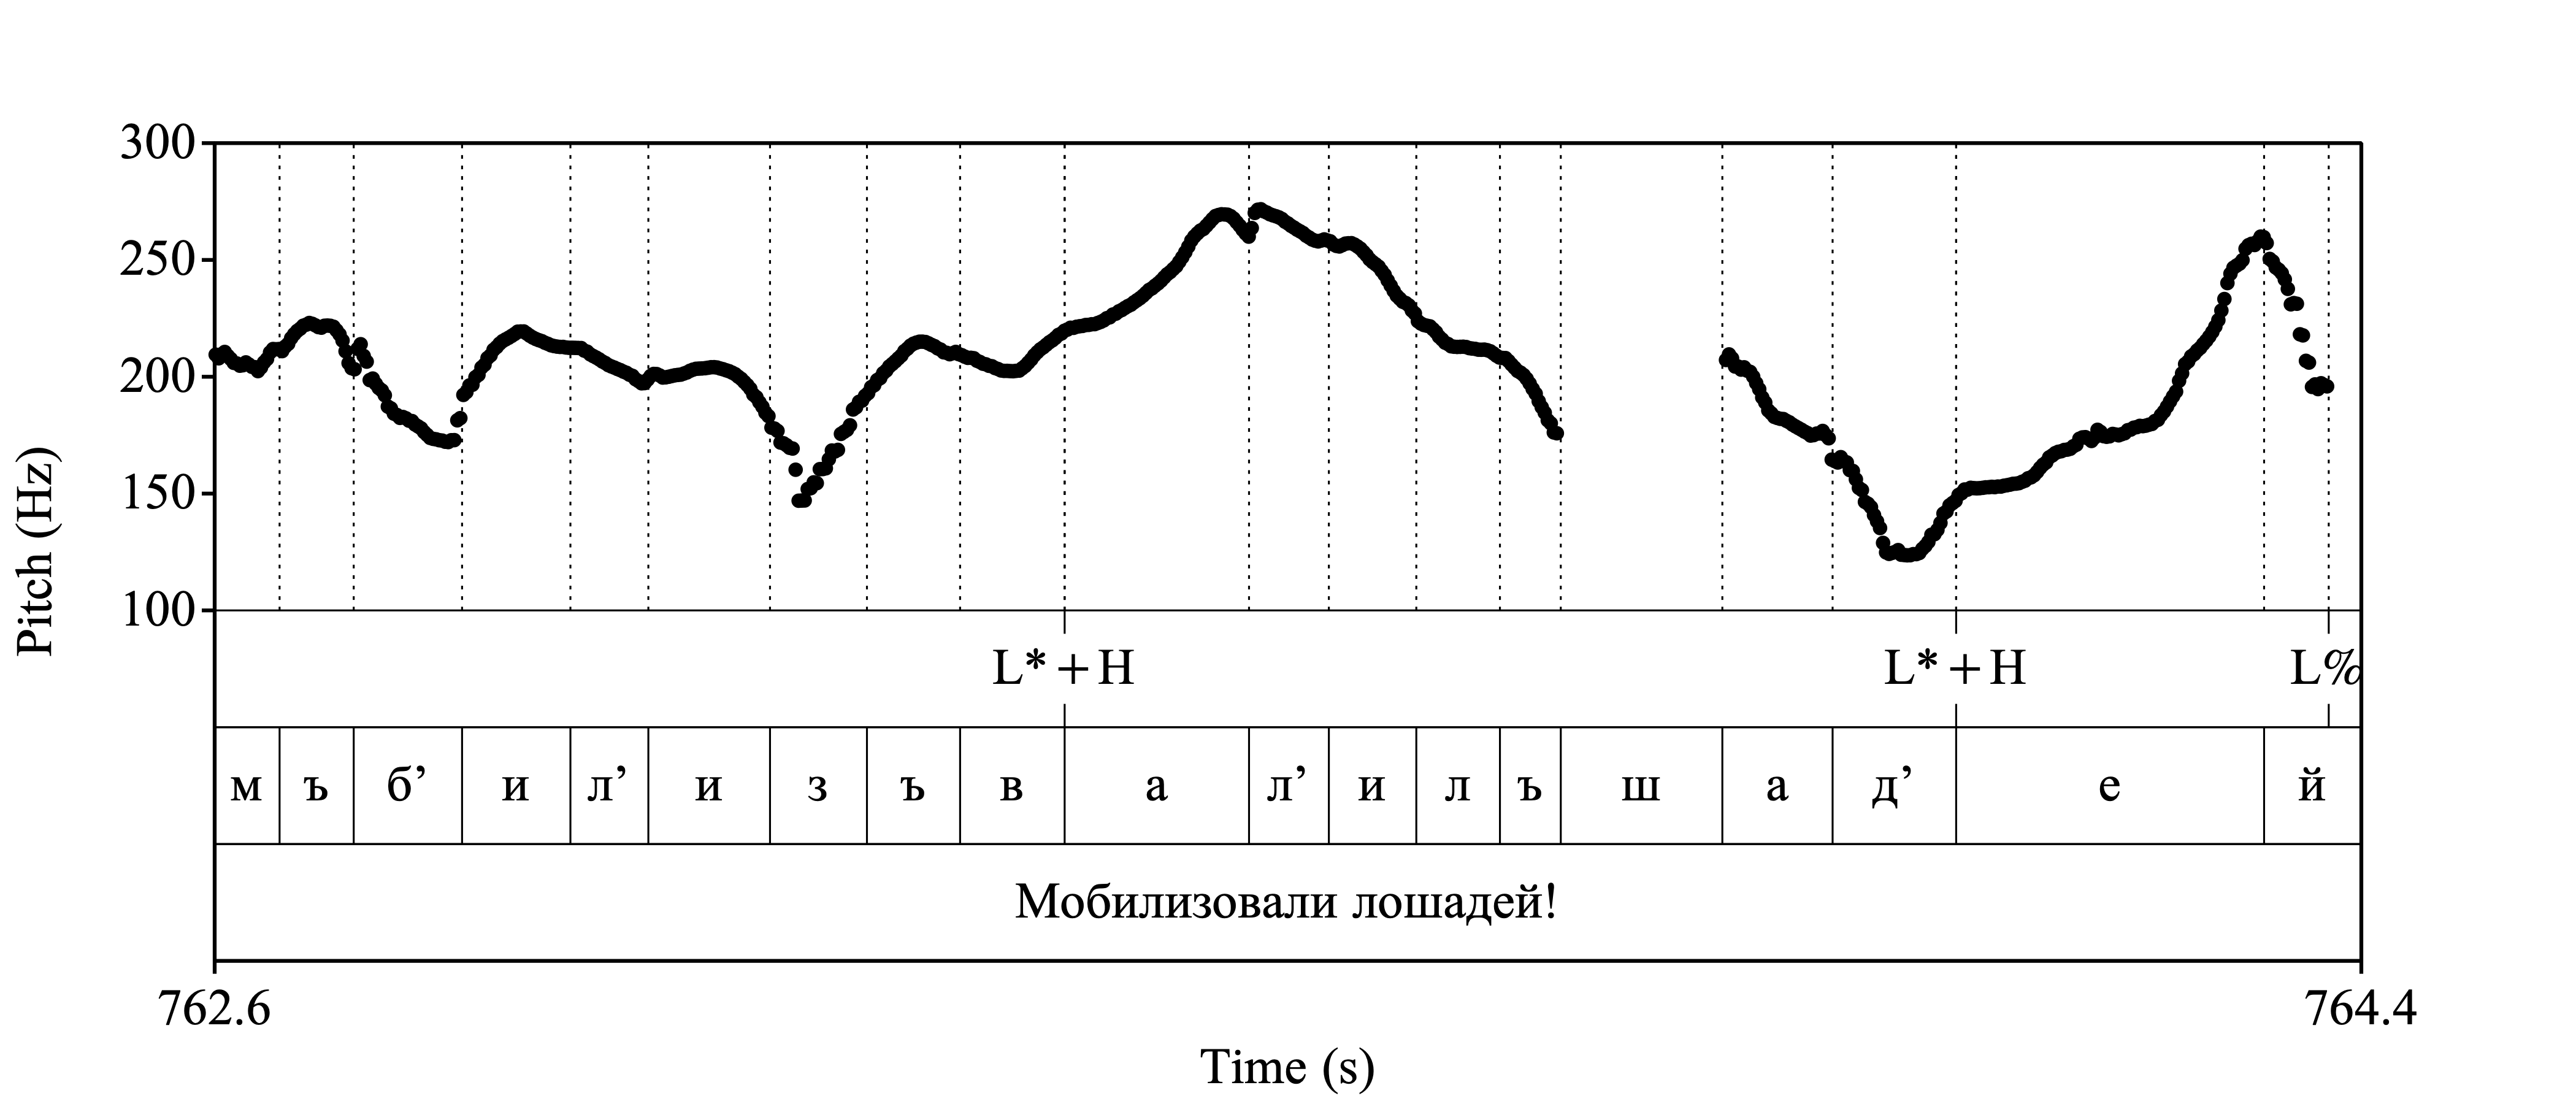 300
250
200
150
100
Pitch (Hz)
L*+H L*+H L%
м ъ б’ и л’ и з ъ в а л’ и л ъ ш а д’ е й
Мобилизовали лошадей!
762.6 764.4
Time (s)